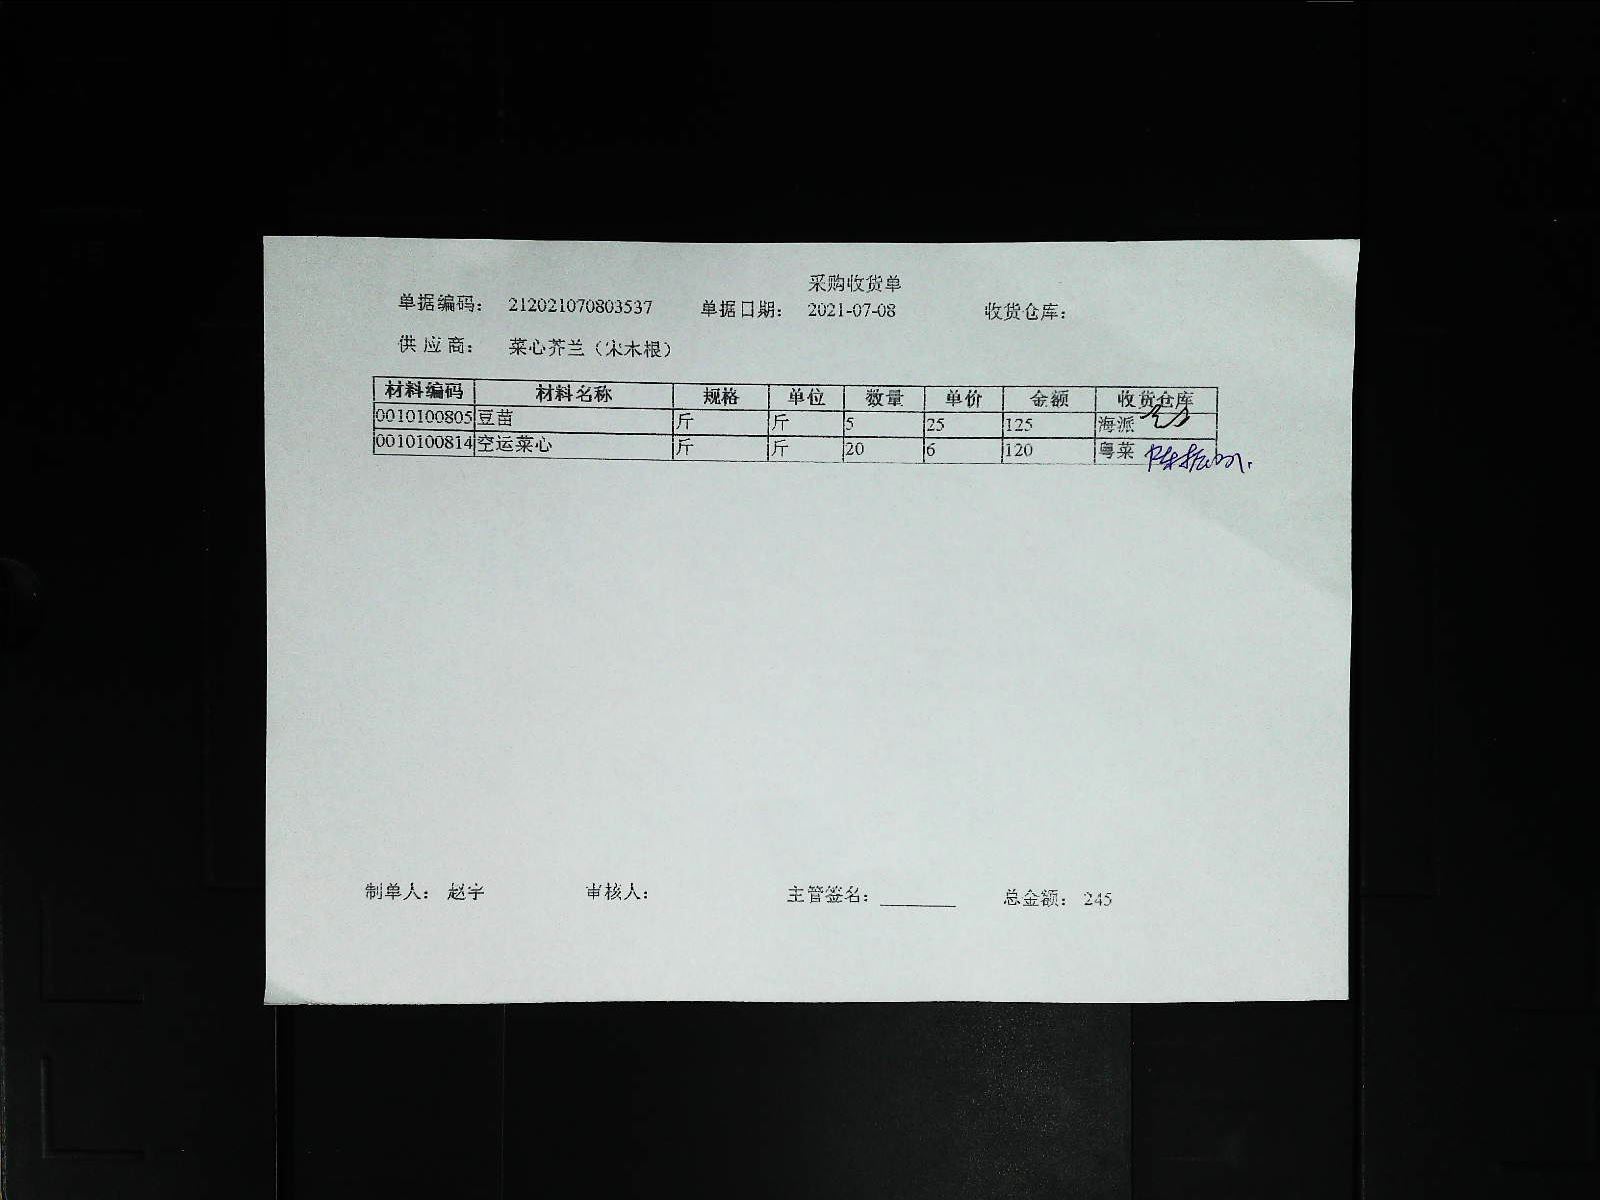 采购收货单
单据编码: 212021070803537 单据日期: 2021-07-08 收货仓库:
供 应 商: 菜心芥兰（宋木根）
材料编码 材料名称 规格 单位 数量 单价 金额 收货仓库
0010100805 豆苗 斤 斤 5 25 125 海派
0010100814 空运菜心 斤 斤 20 6 120 粤菜
制单人: 赵宇 审核人: 主管签名: ________ 总金额: 245